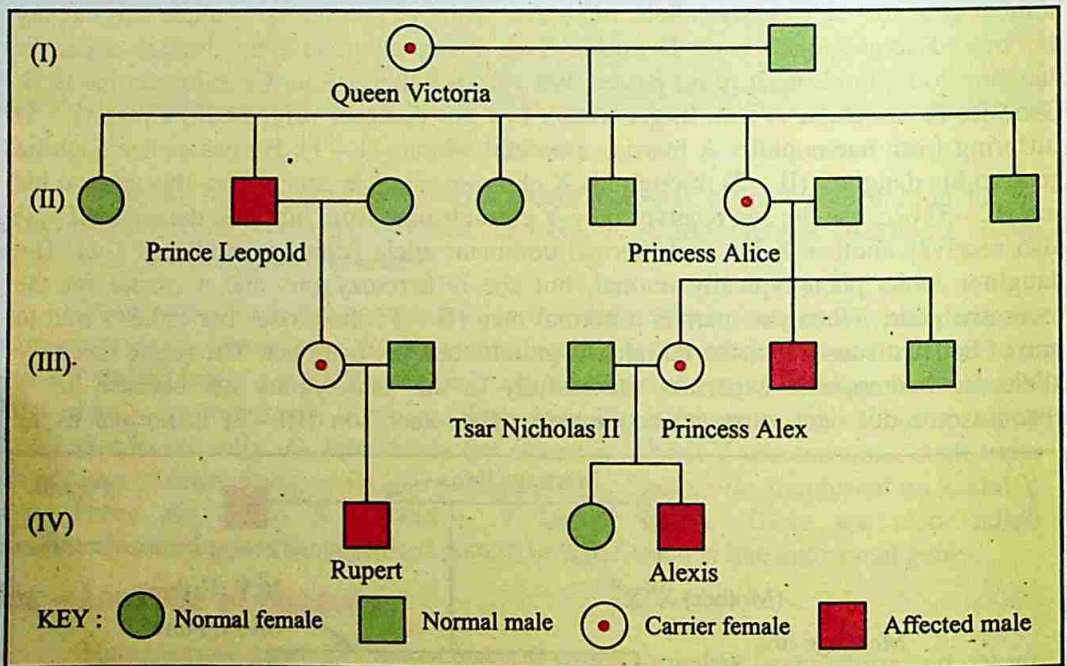 (I)
Queen Victoria
(II)
Prince Leopold Princess Alice
(III)
Tsar Nicholas II Princess Alex
(IV)
Rupert Alexis
KEY : Normal female Normal male Carrier female Affected male